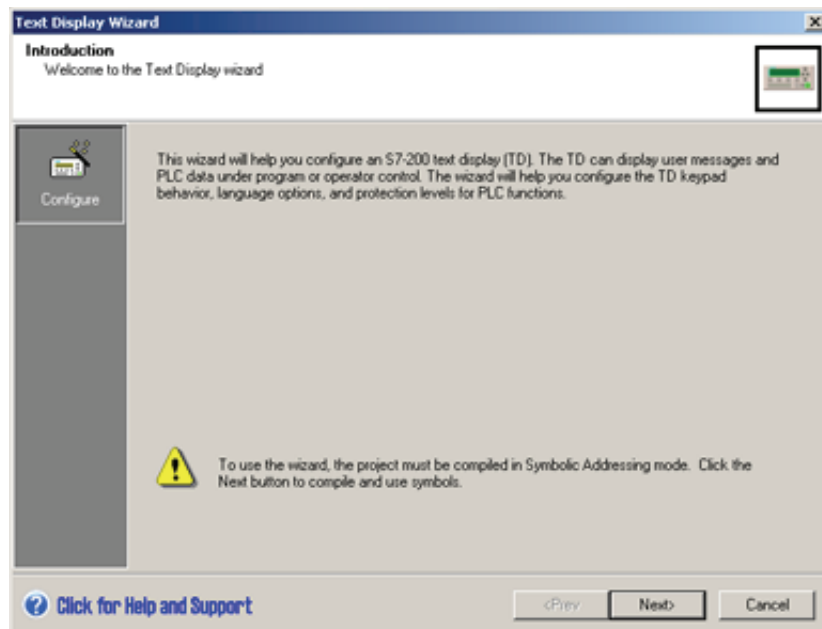 Text Display Wizard
Introduction
Welcome to the Text Display wizard
Configure
This wizard will help you configure an S7-200 text display (TD). The TD can display user messages and
PLC data under program or operator control. The wizard will help you configure the TD keypad
behavior, language options, and protection levels for PLC functions.
To use the wizard, the project must be compiled in Symbolic Addressing mode. Click the
Next button to compile and use symbols.
Click for Help and Support
<Prev
Next>
Cancel